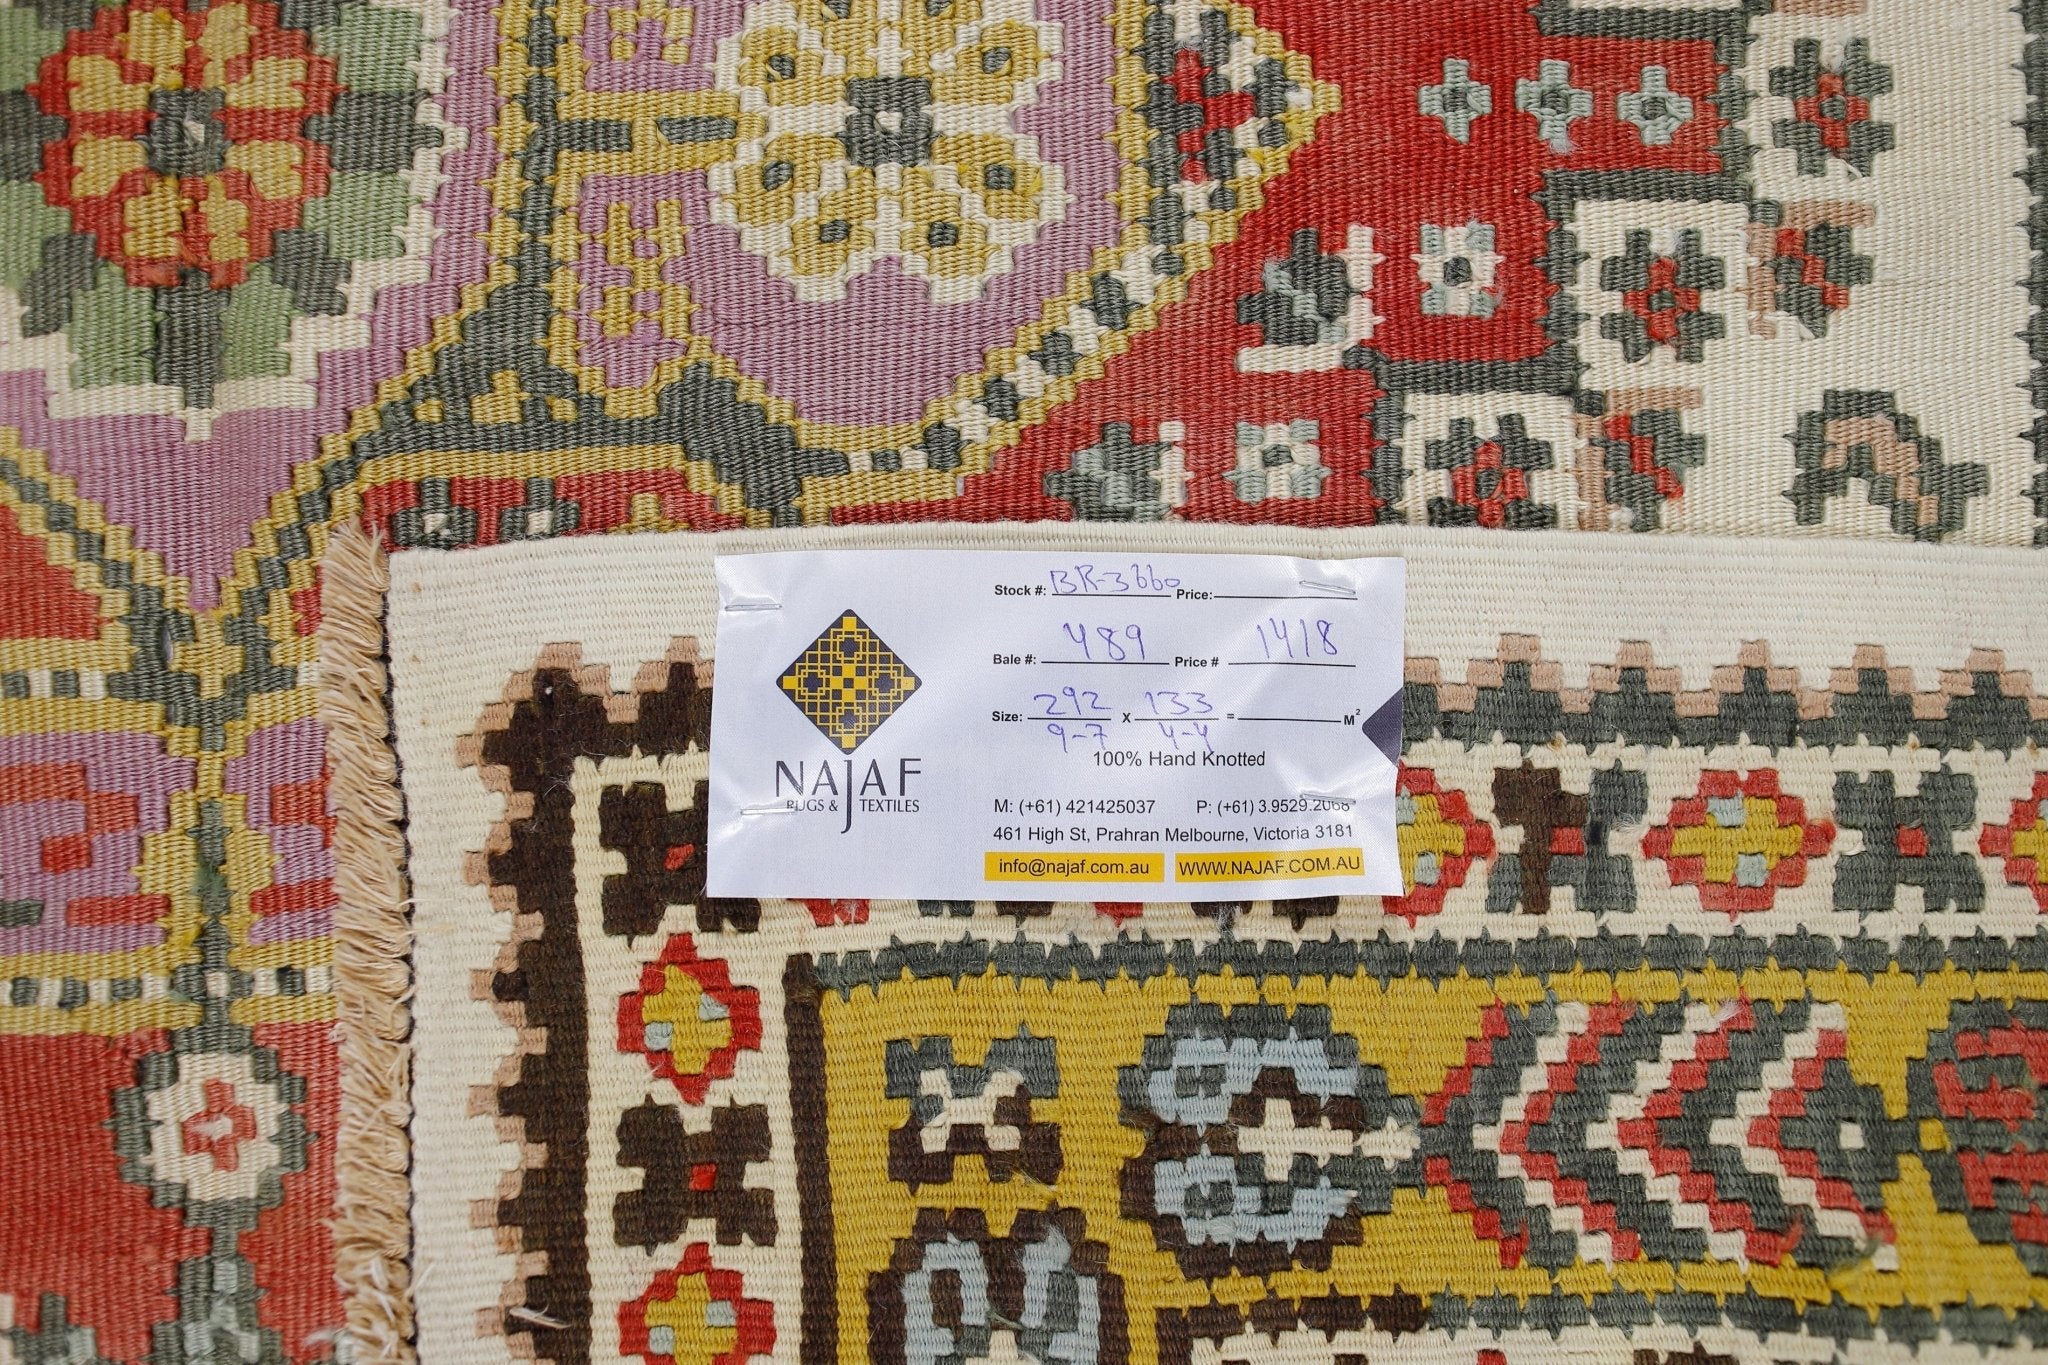 Stock #: BR-3660 Price:
Bale #: 489 Price # 1418
Size: 292 x 133 = M²
9-7 4-4
100% Hand Knotted
NAJAF
RUGS & TEXTILES
M: (+61) 421425037 P: (+61) 3.9529.2068
461 High St, Prahran Melbourne, Victoria 3181
info@najaf.com.au WWW.NAJAF.COM.AU